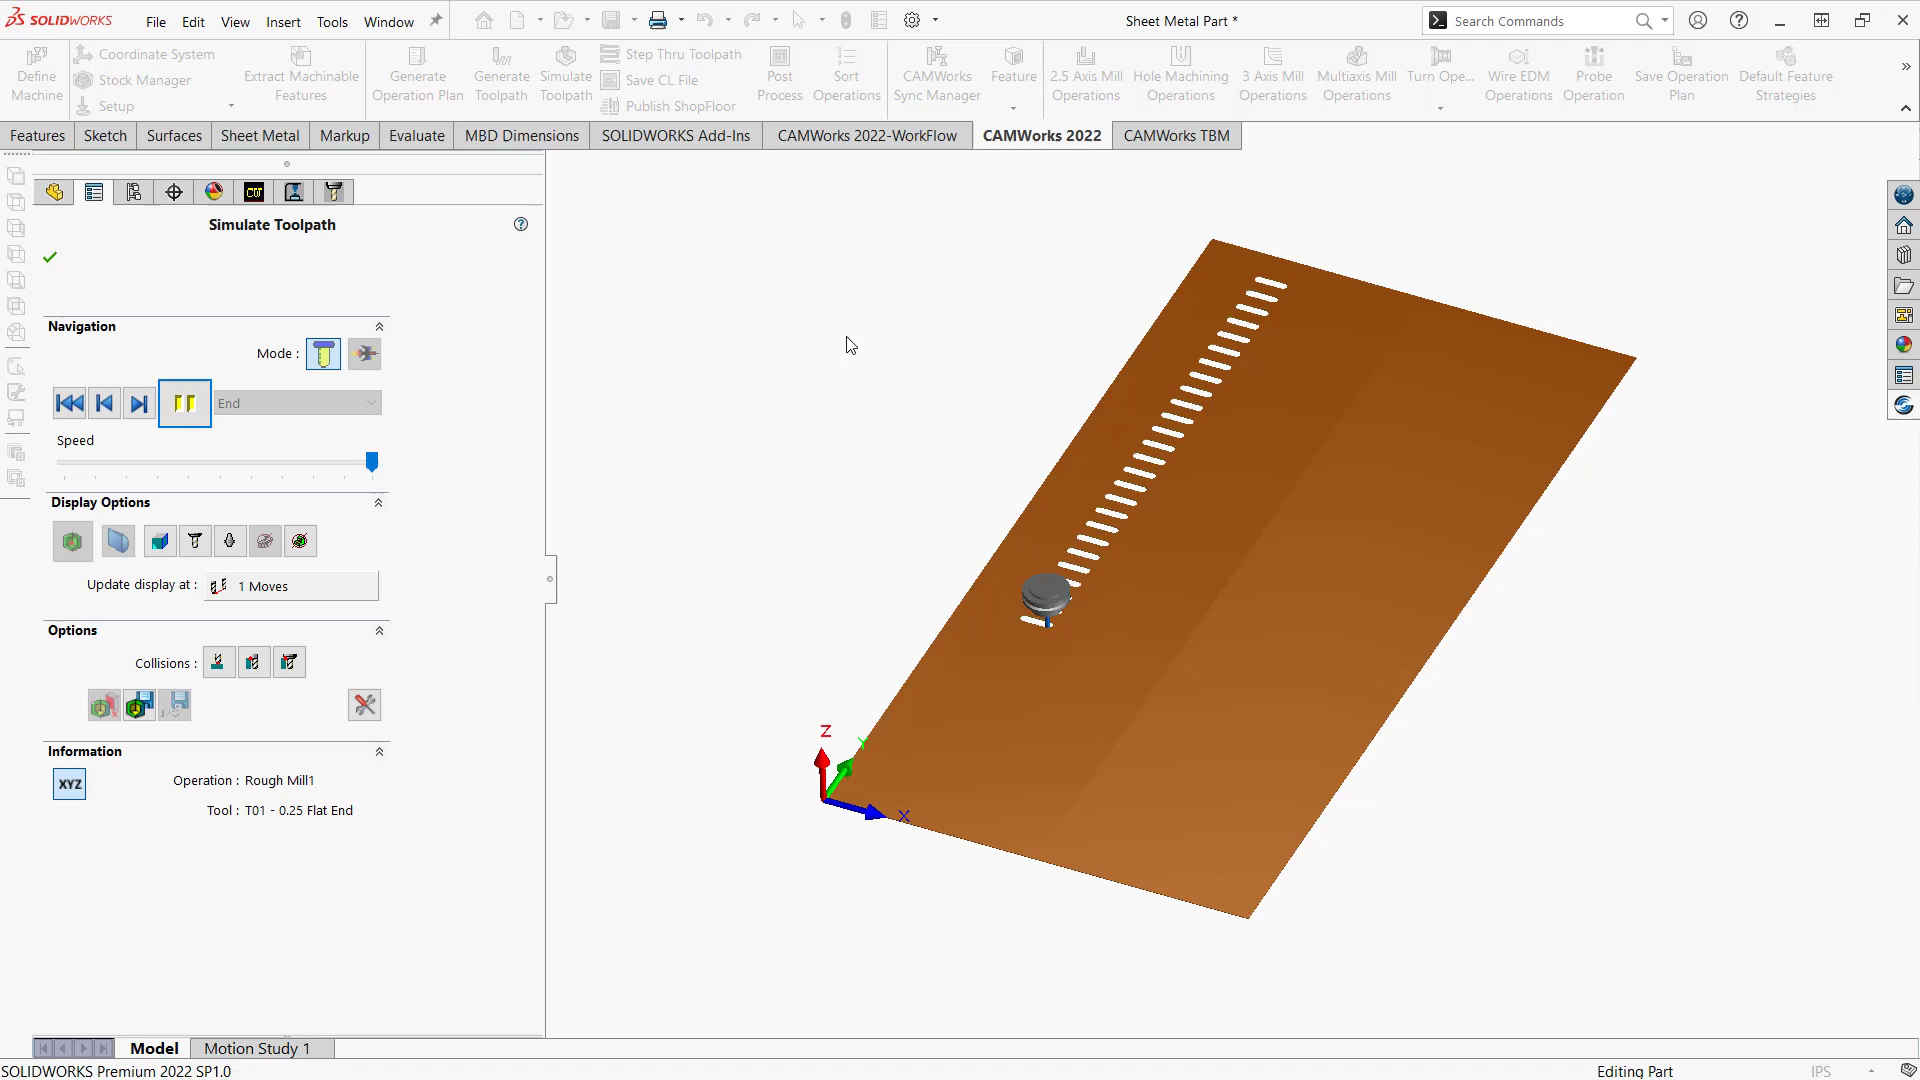 SOLIDWORKS File Edit View Insert Tools Window Sheet Metal Part * Search Commands
Define Machine
Coordinate System
Stock Manager
Setup
Extract Machinable Features
Generate Operation Plan
Generate Toolpath
Simulate Toolpath
Step Thru Toolpath
Save CL File
Publish ShopFloor
Post Process
Sort Operations
CAMWorks Sync Manager
Feature
2.5 Axis Mill Operations
Hole Machining Operations
3 Axis Mill Operations
Multiaxis Mill Operations
Turn Ope...
Wire EDM Operations
Probe Operation
Save Operation Plan
Default Feature Strategies
Features Sketch Surfaces Sheet Metal Markup Evaluate MBD Dimensions SOLIDWORKS Add-Ins CAMWorks 2022-WorkFlow CAMWorks 2022 CAMWorks TBM
Simulate Toolpath
Navigation
Mode :
End
Speed
Display Options
Update display at : 1 Moves
Options
Collisions :
Information
XYZ
Operation : Rough Mill1
Tool : T01 - 0.25 Flat End
Z
Y
X
Model Motion Study 1
SOLIDWORKS Premium 2022 SP1.0 Editing Part IPS